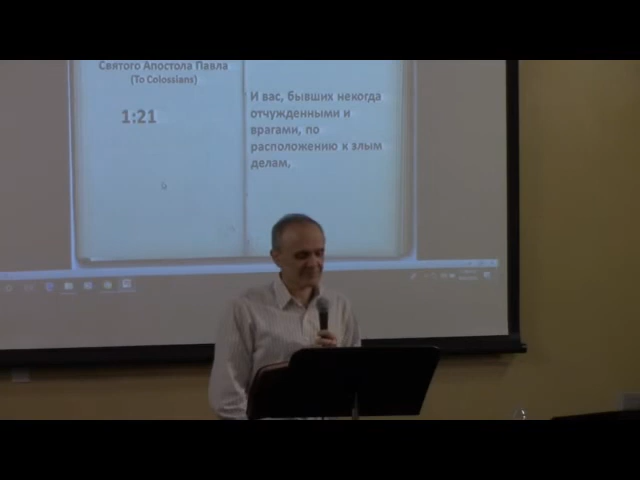 Святого Апостола Павла
(To Colossians)
1:21
И вас, бывших некогда
отчужденными и
врагами, по
расположению к злым
делам,